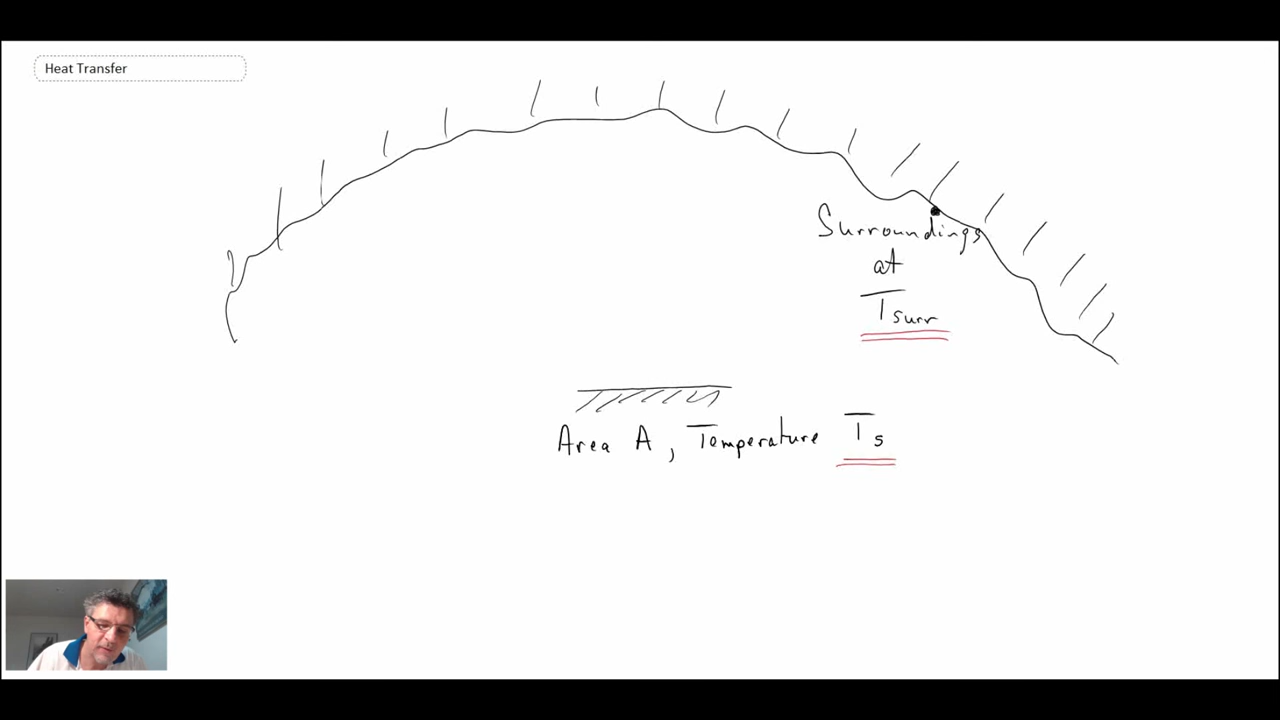 Heat Transfer
Surroundings
at
Tsurr
Area A, Temperature Ts